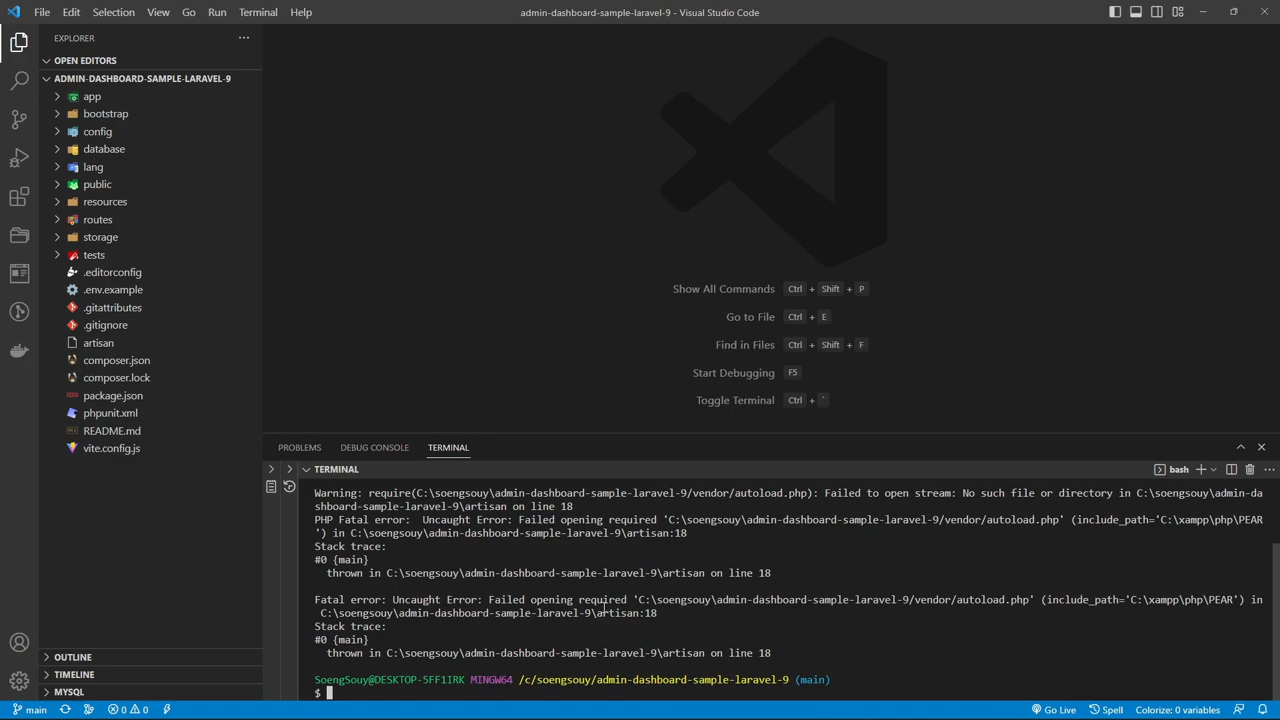 File Edit Selection View Go Run Terminal Help
admin-dashboard-sample-laravel-9 - Visual Studio Code
EXPLORER
OPEN EDITORS
ADMIN-DASHBOARD-SAMPLE-LARAVEL-9
app
bootstrap
config
database
lang
public
resources
routes
storage
tests
.editorconfig
.env.example
.gitattributes
.gitignore
artisan
composer.json
composer.lock
package.json
phpunit.xml
README.md
vite.config.js
OUTLINE
TIMELINE
MYSQL
Show All Commands Ctrl + Shift + P
Go to File Ctrl + E
Find in Files Ctrl + Shift + F
Start Debugging F5
Toggle Terminal Ctrl + `
PROBLEMS DEBUG CONSOLE TERMINAL
TERMINAL
bash
Warning: require(C:\soengsouy\admin-dashboard-sample-laravel-9/vendor/autoload.php): Failed to open stream: No such file or directory in C:\soengsouy\admin-da
shboard-sample-laravel-9\artisan on line 18
PHP Fatal error:  Uncaught Error: Failed opening required 'C:\soengsouy\admin-dashboard-sample-laravel-9/vendor/autoload.php' (include_path='C:\xampp\php\PEAR
') in C:\soengsouy\admin-dashboard-sample-laravel-9\artisan:18
Stack trace:
#0 {main}
thrown in C:\soengsouy\admin-dashboard-sample-laravel-9\artisan on line 18
Fatal error: Uncaught Error: Failed opening required 'C:\soengsouy\admin-dashboard-sample-laravel-9/vendor/autoload.php' (include_path='C:\xampp\php\PEAR') in
C:\soengsouy\admin-dashboard-sample-laravel-9\artisan:18
Stack trace:
#0 {main}
thrown in C:\soengsouy\admin-dashboard-sample-laravel-9\artisan on line 18
SoengSouy@DESKTOP-5FF1IRK MINGW64 /c/soengsouy/admin-dashboard-sample-laravel-9 (main)
$
main 0 0 Go Live Spell Colorize: 0 variables